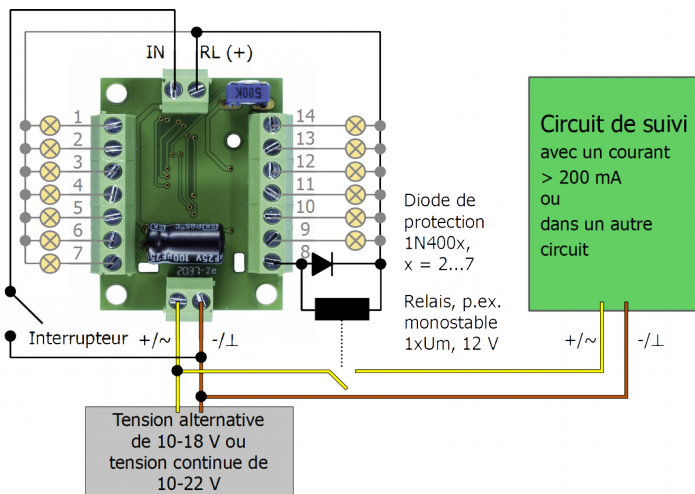 IN
RL (+)
500K
1
2
3
4
5
6
7
14
13
12
11
10
9
8
Diode de
protection
1N400x,
x = 2...7
Relais, p.ex.
monostable
1xUm, 12 V
Circuit de suivi
avec un courant
> 200 mA
ou
dans un autre
circuit
Interrupteur
+/~
-/⊥
+/~
-/⊥
Tension alternative
de 10-18 V ou
tension continue de
10-22 V